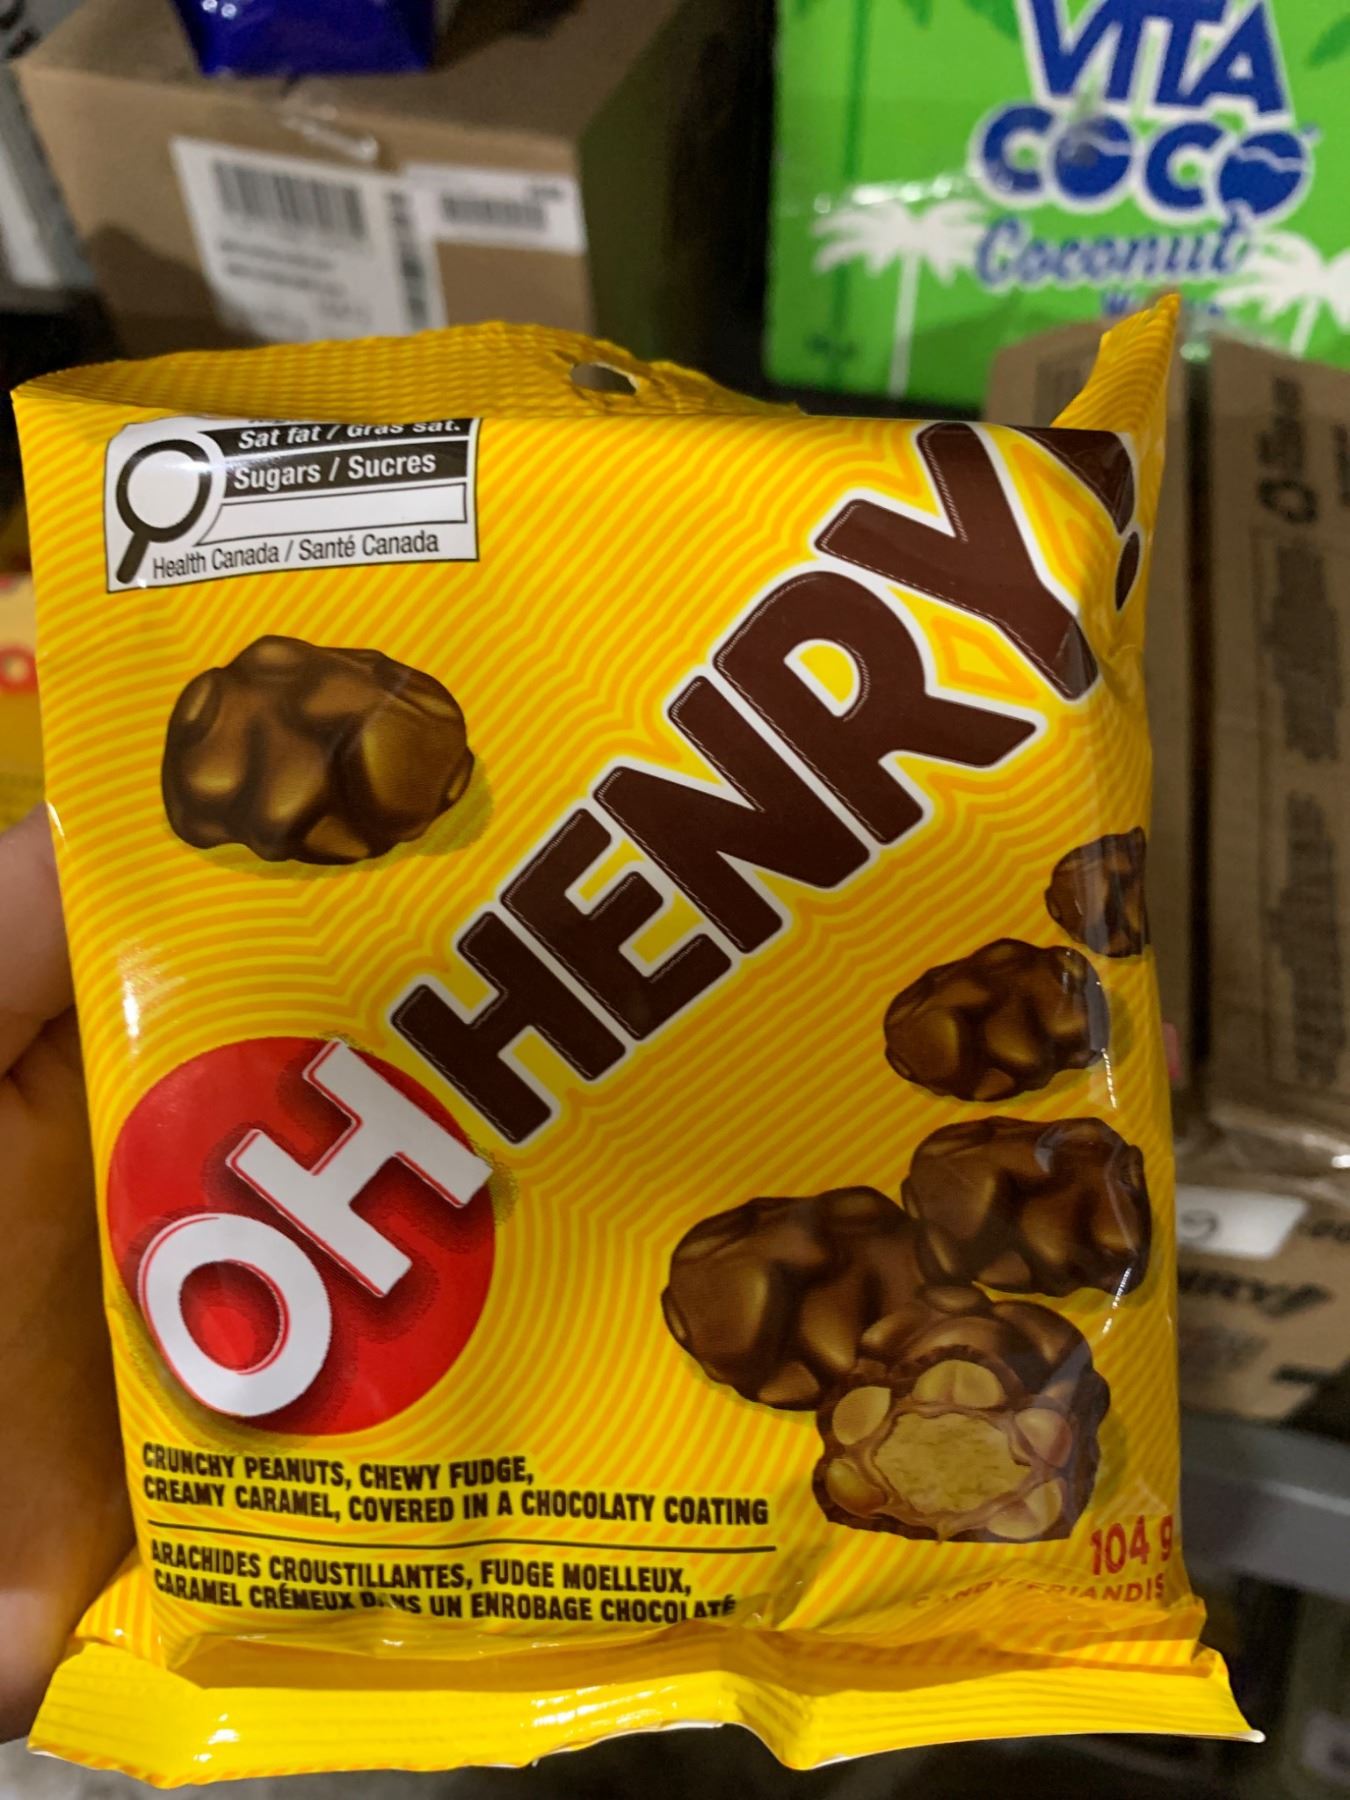 VITA
COCO
Coconut
Sat fat / Gras sat.
Sugars / Sucres
Health Canada / Santé Canada
OH HENRY!
CRUNCHY PEANUTS, CHEWY FUDGE,
CREAMY CARAMEL, COVERED IN A CHOCOLATY COATING
ARACHIDES CROUSTILLANTES, FUDGE MOELLEUX,
CARAMEL CRÉMEUX DANS UN ENROBAGE CHOCOLATÉ
104 g